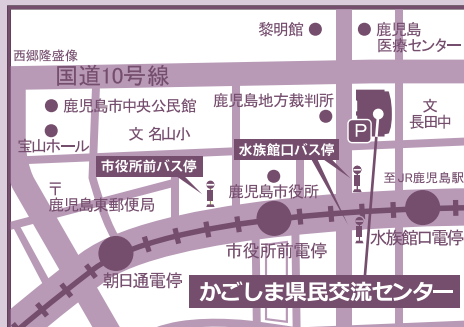 黎明館
鹿児島
医療センター
西郷隆盛像
国道10号線
鹿児島市中央公民館
鹿児島地方裁判所
文
長田中
P
宝山ホール
文 名山小
水族館口バス停
市役所前バス停
至JR鹿児島駅
〒
鹿児島東郵便局
鹿児島市役所
市役所前電停
水族館口電停
朝日通電停
かごしま県民交流センター